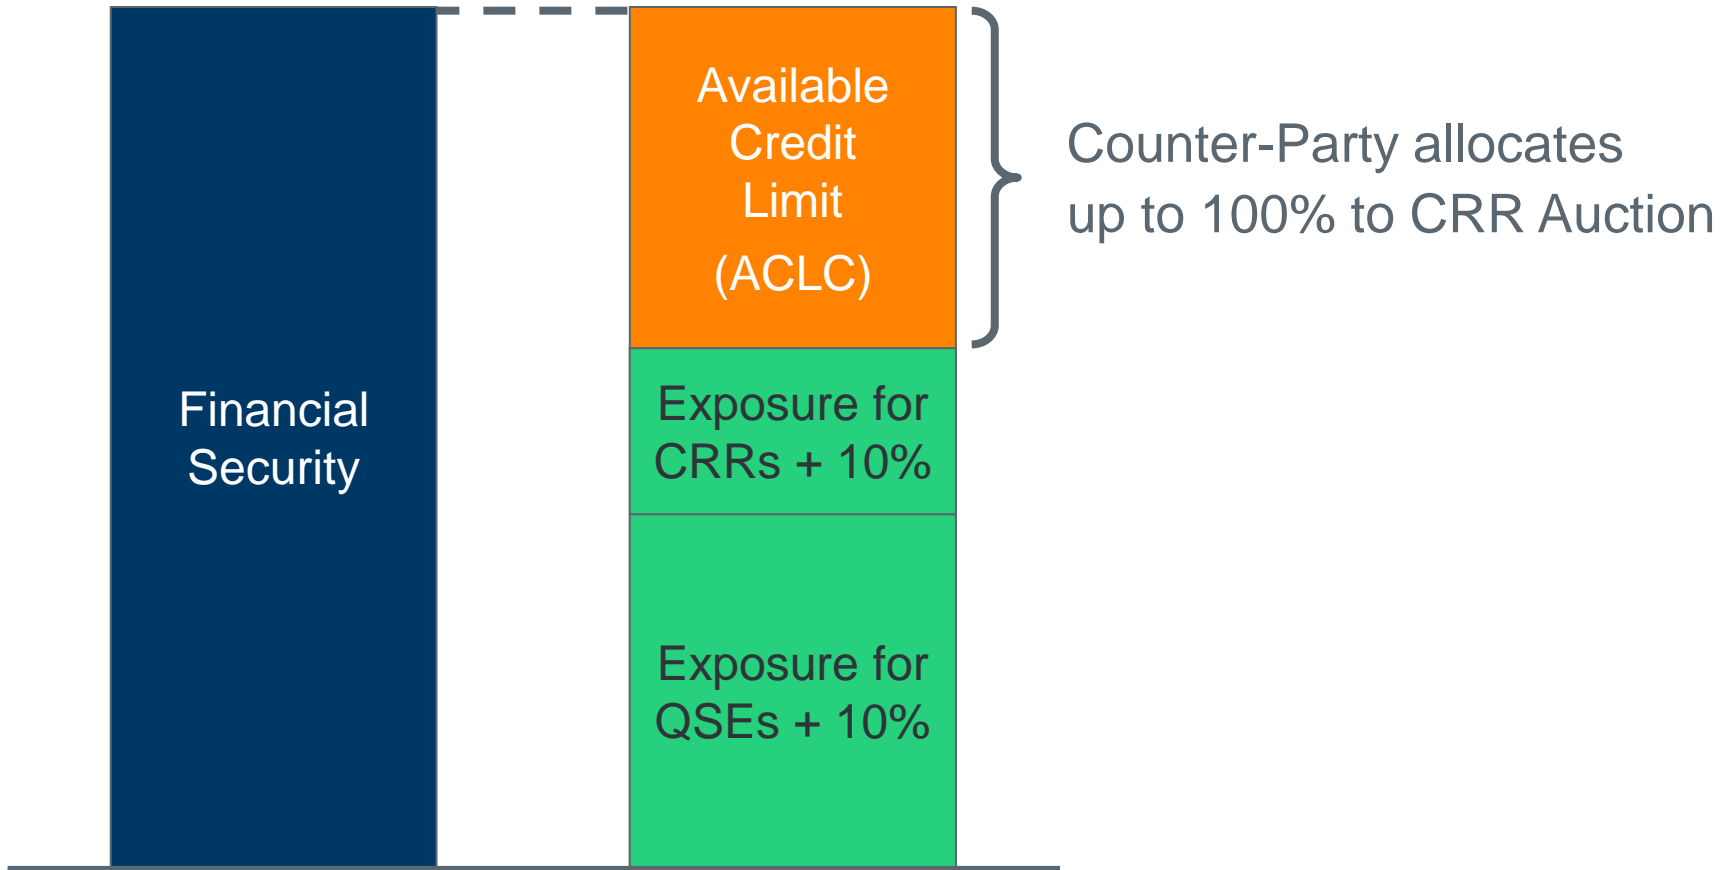 Financial
Security
Available
Credit
Limit
(ACLC)
Exposure for
CRRs + 10%
Exposure for
QSEs + 10%
Counter-Party allocates
up to 100% to CRR Auction